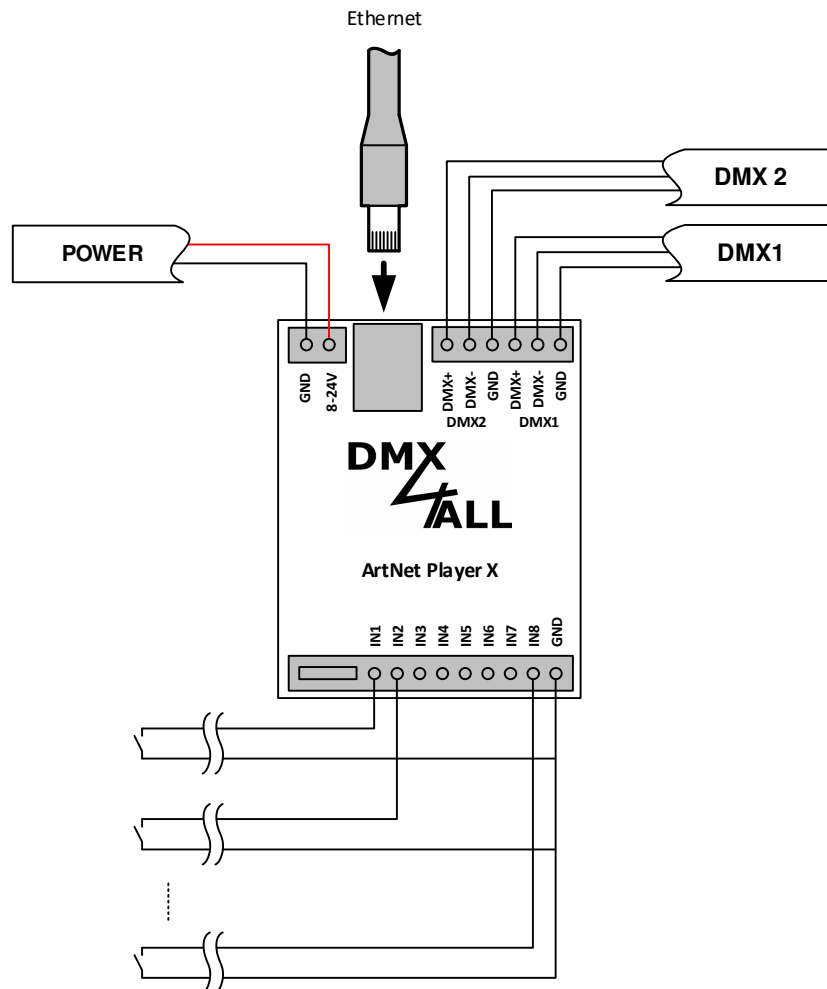 Ethernet
DMX 2
POWER
DMX1
GND
8-24V
DMX+
DMX-
GND
DMX+
DMX-
GND
DMX2
DMX1
DMX
4
ALL
ArtNet Player X
IN1
IN2
IN3
IN4
IN5
IN6
IN7
IN8
GND